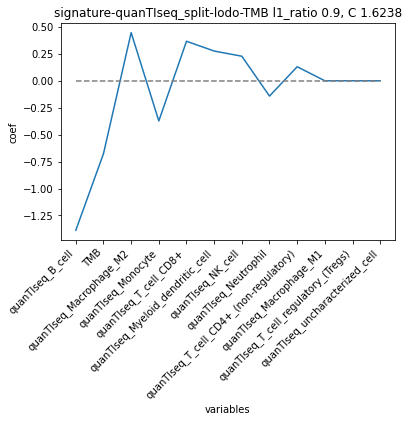 signature-quanTIseq_split-lodo-TMB l1_ratio 0.9, C 1.6238
0.50
0.25
0.00
−0.25
−0.50
−0.75
−1.00
−1.25
coef
quanTIseq_B_cell
TMB
quanTIseq_Macrophage_M2
quanTIseq_Monocyte
quanTIseq_T_cell_CD8+
quanTIseq_Myeloid_dendritic_cell
quanTIseq_NK_cell
quanTIseq_Neutrophil
quanTIseq_T_cell_CD4+_(non-regulatory)
quanTIseq_Macrophage_M1
quanTIseq_T_cell_regulatory_(Tregs)
quanTIseq_uncharacterized_cell
variables